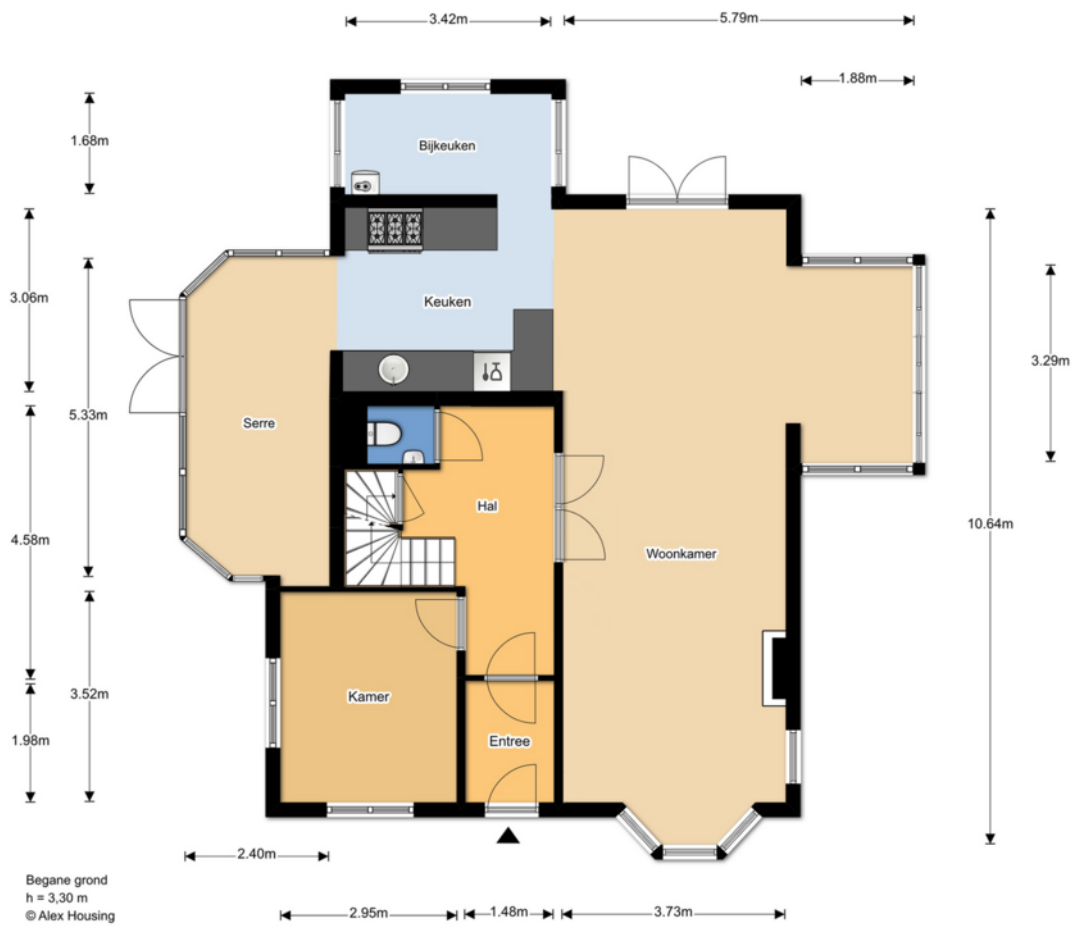 3.42m
5.79m
1.88m
1.68m
Bijkeuken
3.06m
Keuken
3.29m
5.33m
Serre
Hal
10.64m
4.58m
Woonkamer
3.52m
Kamer
1.98m
Entree
2.40m
Begane grond
h = 3,30 m
© Alex Housing
2.95m
1.48m
3.73m